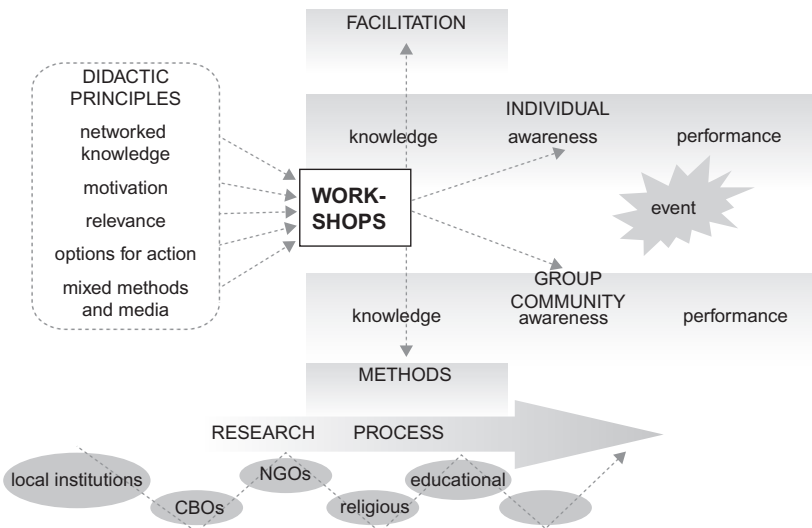 FACILITATION
DIDACTIC
PRINCIPLES
networked
knowledge
motivation
relevance
options for action
mixed methods
and media
INDIVIDUAL
knowledge awareness performance
WORK-
SHOPS
event
GROUP
COMMUNITY
knowledge awareness performance
METHODS
RESEARCH PROCESS
local institutions
CBOs
NGOs
religious
educational